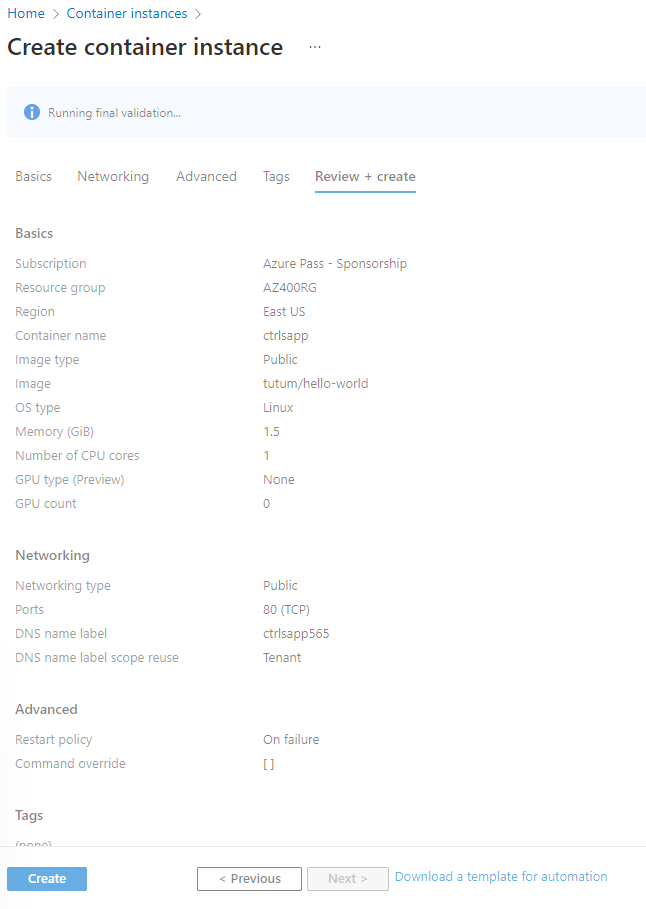 Home > Container instances >
Create container instance ...
Running final validation...
Basics Networking Advanced Tags Review + create
Basics
Subscription Azure Pass - Sponsorship
Resource group AZ400RG
Region East US
Container name ctrlsapp
Image type Public
Image tutum/hello-world
OS type Linux
Memory (GiB) 1.5
Number of CPU cores 1
GPU type (Preview) None
GPU count 0
Networking
Networking type Public
Ports 80 (TCP)
DNS name label ctrlsapp565
DNS name label scope reuse Tenant
Advanced
Restart policy On failure
Command override [ ]
Tags
(none)
Create < Previous Next > Download a template for automation